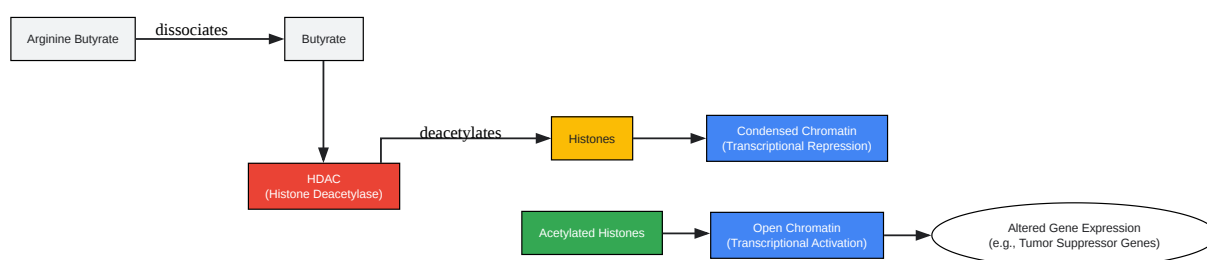 Arginine Butyrate
dissociates
Butyrate
deacetylates
Histones
Condensed Chromatin
(Transcriptional Repression)
HDAC
(Histone Deacetylase)
Acetylated Histones
Open Chromatin
(Transcriptional Activation)
Altered Gene Expression
(e.g., Tumor Suppressor Genes)